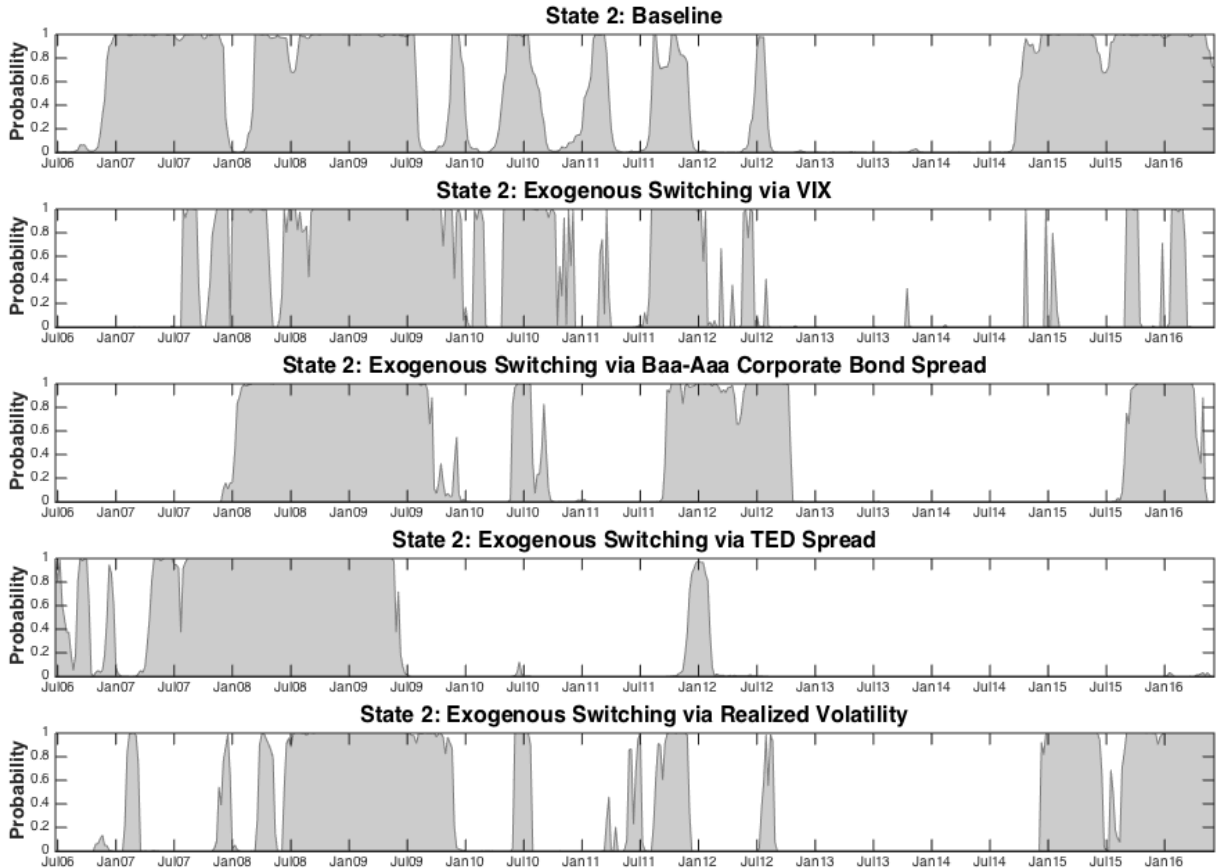 State 2: Baseline
Probability
1
0.8
0.6
0.4
0.2
0
Jul06 Jan07 Jul07 Jan08 Jul08 Jan09 Jul09 Jan10 Jul10 Jan11 Jul11 Jan12 Jul12 Jan13 Jul13 Jan14 Jul14 Jan15 Jul15 Jan16
State 2: Exogenous Switching via VIX
Probability
1
0.8
0.6
0.4
0.2
0
Jul06 Jan07 Jul07 Jan08 Jul08 Jan09 Jul09 Jan10 Jul10 Jan11 Jul11 Jan12 Jul12 Jan13 Jul13 Jan14 Jul14 Jan15 Jul15 Jan16
State 2: Exogenous Switching via Baa-Aaa Corporate Bond Spread
Probability
1
0.8
0.6
0.4
0.2
0
Jul06 Jan07 Jul07 Jan08 Jul08 Jan09 Jul09 Jan10 Jul10 Jan11 Jul11 Jan12 Jul12 Jan13 Jul13 Jan14 Jul14 Jan15 Jul15 Jan16
State 2: Exogenous Switching via TED Spread
Probability
1
0.8
0.6
0.4
0.2
0
Jul06 Jan07 Jul07 Jan08 Jul08 Jan09 Jul09 Jan10 Jul10 Jan11 Jul11 Jan12 Jul12 Jan13 Jul13 Jan14 Jul14 Jan15 Jul15 Jan16
State 2: Exogenous Switching via Realized Volatility
Probability
1
0.8
0.6
0.4
0.2
0
Jul06 Jan07 Jul07 Jan08 Jul08 Jan09 Jul09 Jan10 Jul10 Jan11 Jul11 Jan12 Jul12 Jan13 Jul13 Jan14 Jul14 Jan15 Jul15 Jan16